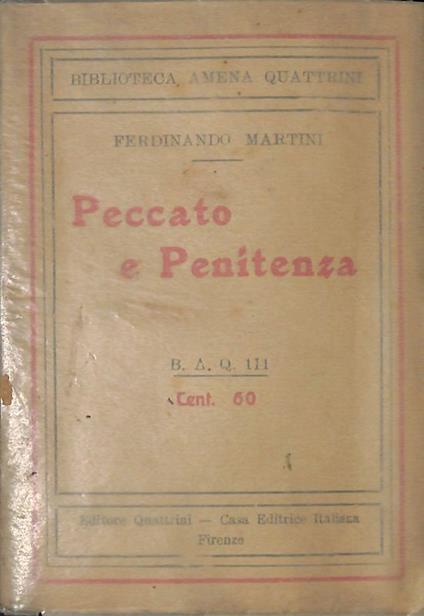 BIBLIOTECA AMENA QUATTRINI
FERDINANDO MARTINI
Peccato
e Penitenza
B. A. Q. 111
Cent. 60
Editore Quattrini — Casa Editrice Italiana
Firenze